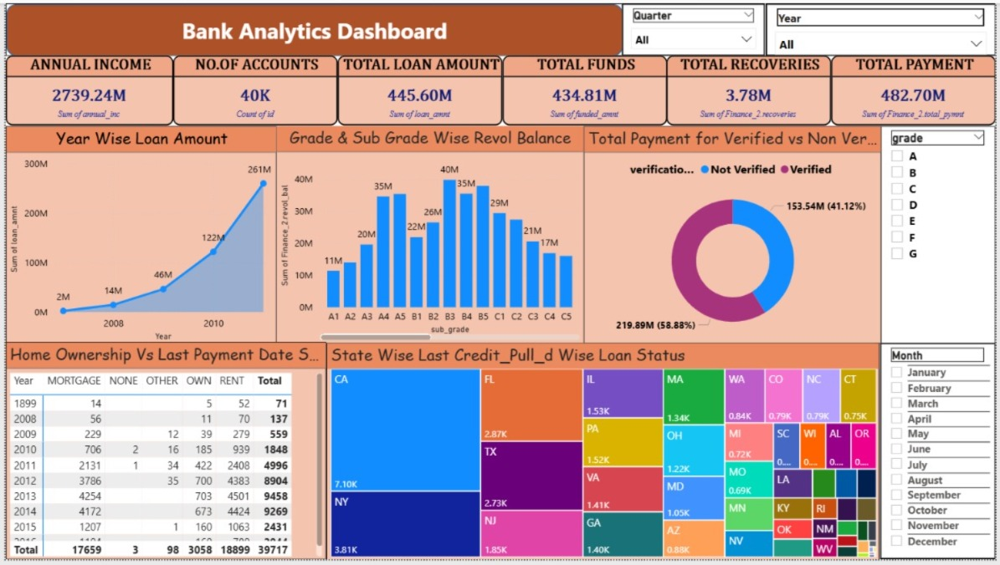 Bank Analytics Dashboard
Quarter
All
Year
All
ANNUAL INCOME
2739.24M
Sum of annual_inc
NO.OF ACCOUNTS
40K
Count of id
TOTAL LOAN AMOUNT
445.60M
Sum of loan_amnt
TOTAL FUNDS
434.81M
Sum of funded_amnt
TOTAL RECOVERIES
3.78M
Sum of Finance_2.recoveries
TOTAL PAYMENT
482.70M
Sum of Finance_2.total_pymnt
Year Wise Loan Amount
Sum of loan_amnt
300M
200M
100M
0M
2M
14M
46M
122M
261M
2008
2010
Year
Grade & Sub Grade Wise Revol Balance
Sum of Finance_2.revol_bal
40M
30M
20M
10M
0M
11M
20M
35M
22M
26M
40M
35M
29M
21M
17M
A1 A2 A3 A4 A5 B1 B2 B3 B4 B5 C1 C2 C3 C4 C5
sub_grade
Total Payment for Verified vs Non Ver...
verificatio... Not Verified Verified
153.54M (41.12%)
219.89M (58.88%)
grade
A
B
C
D
E
F
G
Home Ownership Vs Last Payment Date S...
Year MORTGAGE NONE OTHER OWN RENT Total
1899 14 5 52 71
2008 56 11 70 137
2009 229 12 39 279 559
2010 706 2 16 185 939 1848
2011 2131 1 34 422 2408 4996
2012 3786 35 700 4383 8904
2013 4254 703 4501 9458
2014 4172 673 4424 9269
2015 1207 1 160 1063 2431
Total 17659 3 98 3058 18899 39717
State Wise Last Credit_Pull_d Wise Loan Status
CA
7.10K
NY
3.81K
FL
2.87K
TX
2.73K
NJ
1.85K
IL
1.53K
PA
1.52K
VA
1.41K
GA
1.40K
MA
1.34K
OH
1.22K
MD
1.05K
AZ
0.88K
WA
0.84K
CO
0.79K
NC
0.79K
CT
0.75K
MI
0.72K
MO
0.69K
MN
NV
SC
0....
WI
0....
AL
0....
OR
0....
LA
KY
RI
OK
NM
WV
Month
January
February
March
April
May
June
July
August
September
October
November
December